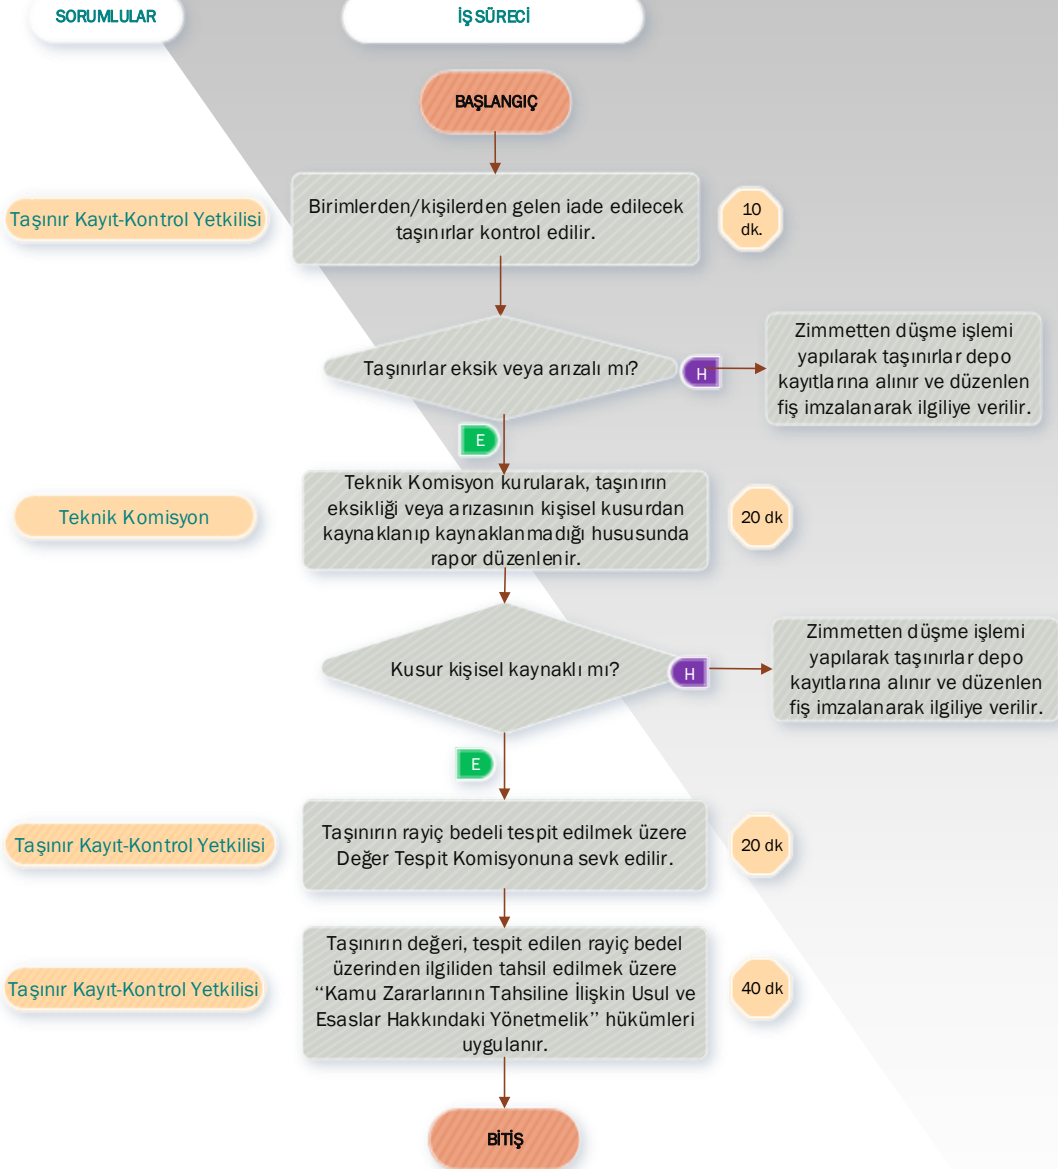 SORUMLULAR
İŞ SÜRECİ
BAŞLANGIÇ
Taşınır Kayıt-Kontrol Yetkilisi
Birimlerden/kişilerden gelen iade edilecek
taşınırlar kontrol edilir.
10
dk.
Taşınırlar eksik veya arızalı mı?
H
Zimmetten düşme işlemi
yapılarak taşınırlar depo
kayıtlarına alınır ve düzenlen
fiş imzalanarak ilgiliye verilir.
E
Teknik Komisyon
Teknik Komisyon kurularak, taşınırın
eksikliği veya arızasının kişisel kusurdan
kaynaklanıp kaynaklanmadığı hususunda
rapor düzenlenir.
20 dk
Kusur kişisel kaynaklı mı?
H
Zimmetten düşme işlemi
yapılarak taşınırlar depo
kayıtlarına alınır ve düzenlen
fiş imzalanarak ilgiliye verilir.
E
Taşınır Kayıt-Kontrol Yetkilisi
Taşınırın rayiç bedeli tespit edilmek üzere
Değer Tespit Komisyonuna sevk edilir.
20 dk
Taşınır Kayıt-Kontrol Yetkilisi
Taşınırın değeri, tespit edilen rayiç bedel
üzerinden ilgiliden tahsil edilmek üzere
‘‘Kamu Zararlarının Tahsiline İlişkin Usul ve
Esaslar Hakkındaki Yönetmelik’’ hükümleri
uygulanır.
40 dk
BİTİŞ